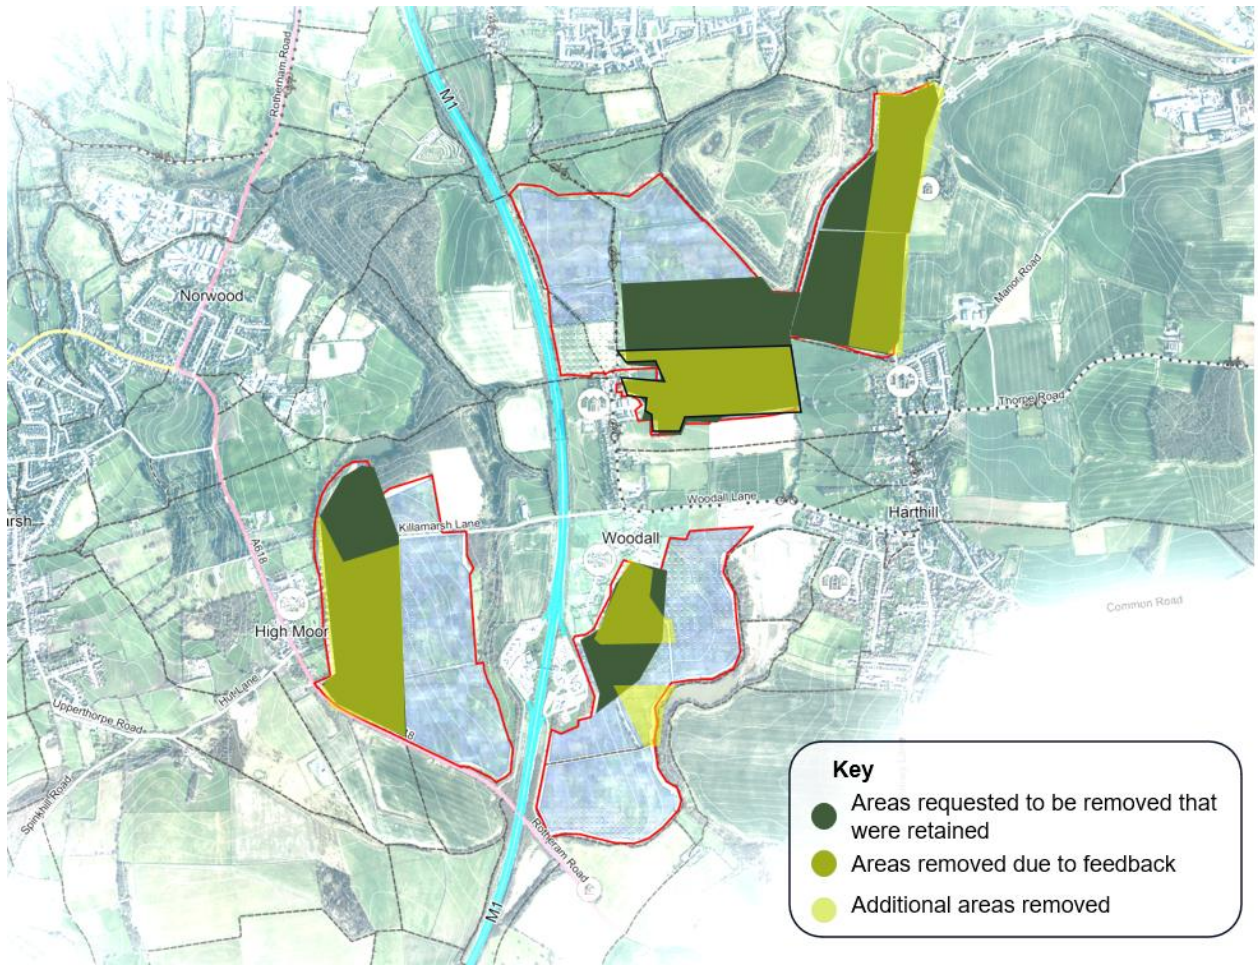 Rotherham Road
M1
Norwood
Manor Road
Thorpe Road
Woodall Lane
Harthill
Killamarsh Lane
Woodall
A618
High Moor
Common Road
Hut Lane
Upperthorpe Road
Spinkhill Road
Rotheram Road
M1
Key
Areas requested to be removed that
were retained
Areas removed due to feedback
Additional areas removed